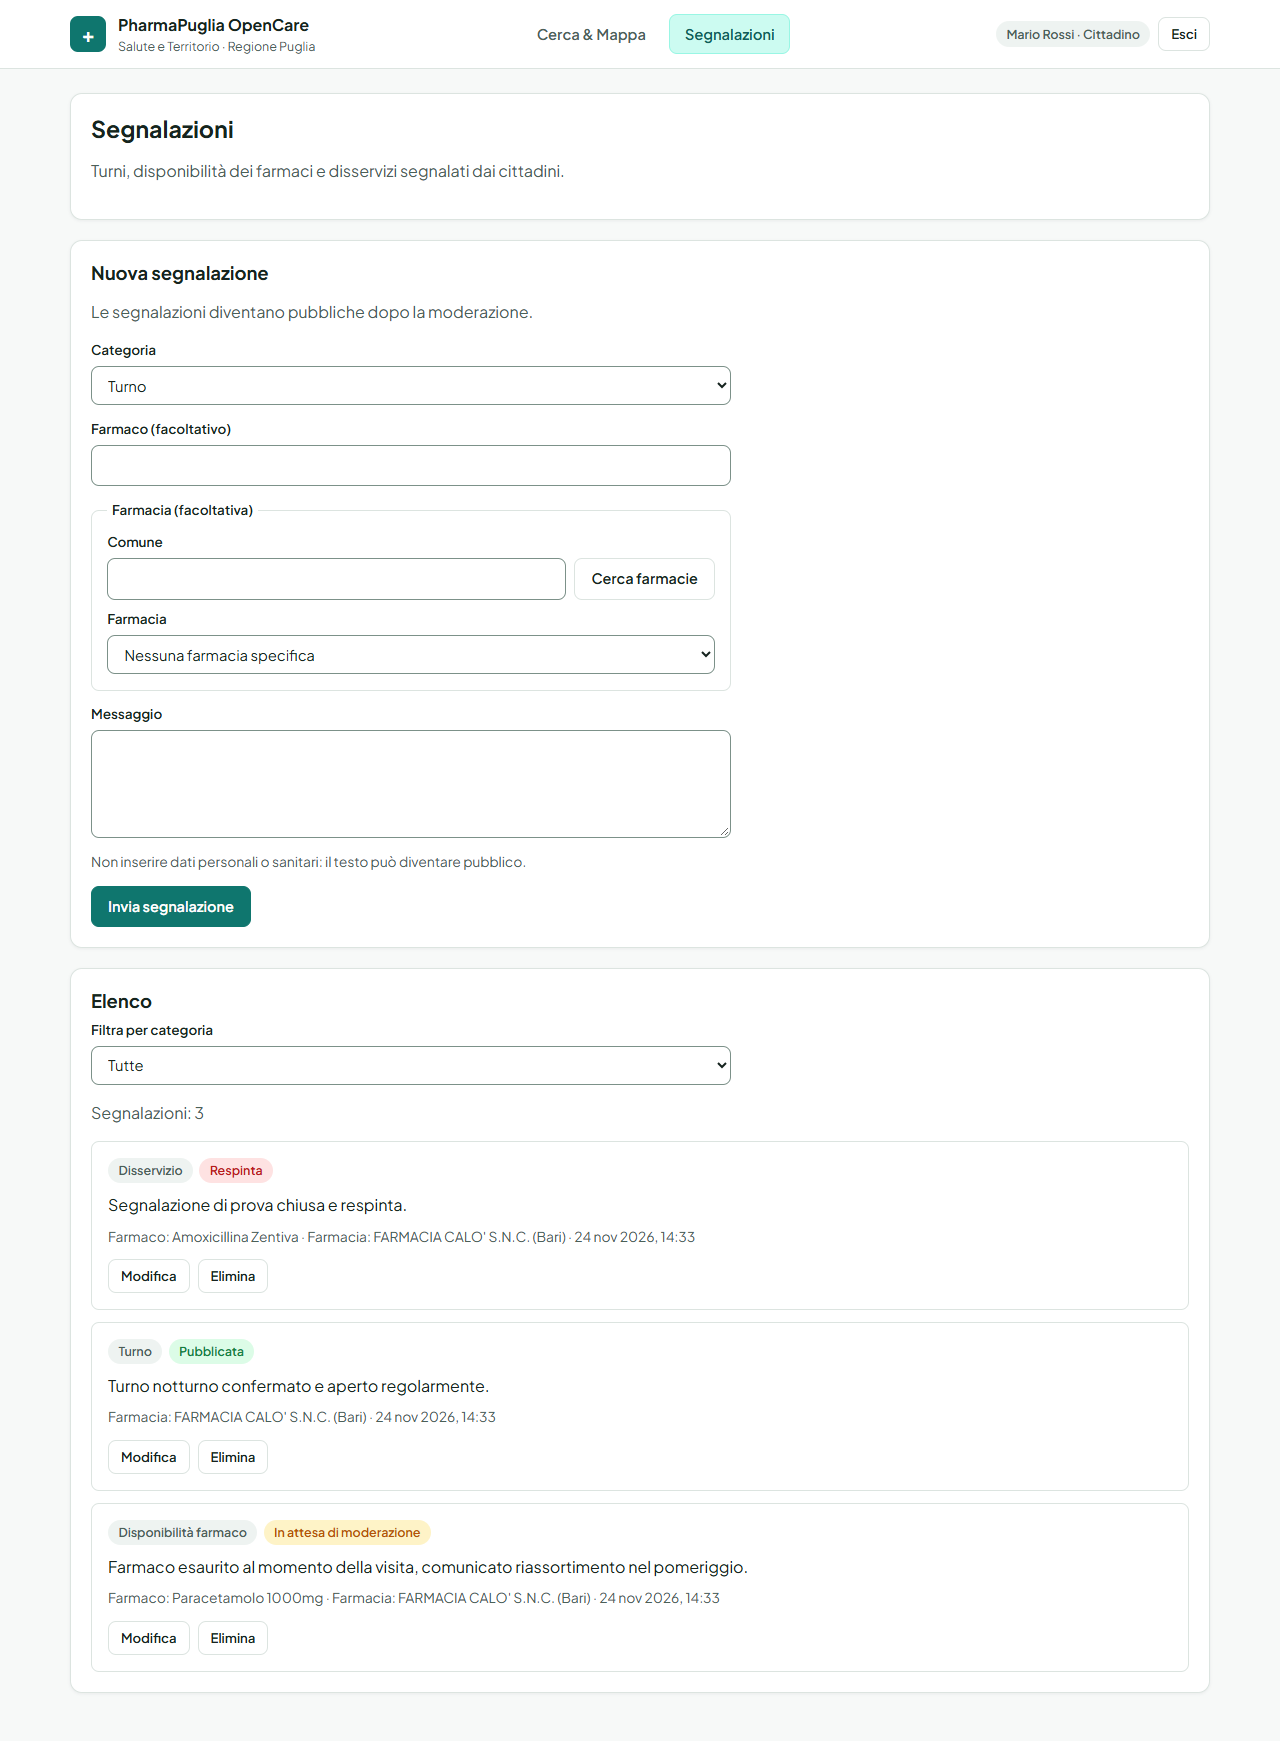 PharmaPuglia OpenCare
Salute e Territorio · Regione Puglia
Cerca & Mappa
Segnalazioni
Mario Rossi · Cittadino
Esci
Segnalazioni
Turni, disponibilità dei farmaci e disservizi segnalati dai cittadini.
Nuova segnalazione
Le segnalazioni diventano pubbliche dopo la moderazione.
Categoria
Turno
Farmaco (facoltativo)
Farmacia (facoltativa)
Comune
Cerca farmacie
Farmacia
Nessuna farmacia specifica
Messaggio
Non inserire dati personali o sanitari: il testo può diventare pubblico.
Invia segnalazione
Elenco
Filtra per categoria
Tutte
Segnalazioni: 3
Disservizio
Respinta
Segnalazione di prova chiusa e respinta.
Farmaco: Amoxicillina Zentiva · Farmacia: FARMACIA CALO' S.N.C. (Bari) · 24 nov 2026, 14:33
Modifica
Elimina
Turno
Pubblicata
Turno notturno confermato e aperto regolarmente.
Farmacia: FARMACIA CALO' S.N.C. (Bari) · 24 nov 2026, 14:33
Modifica
Elimina
Disponibilità farmaco
In attesa di moderazione
Farmaco esaurito al momento della visita, comunicato riassortimento nel pomeriggio.
Farmaco: Paracetamolo 1000mg · Farmacia: FARMACIA CALO' S.N.C. (Bari) · 24 nov 2026, 14:33
Modifica
Elimina